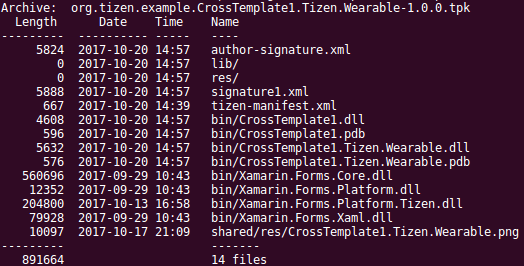 Archive:  org.tizen.example.CrossTemplate1.Tizen.Wearable-1.0.0.tpk
  Length      Date    Time    Name
---------  ---------- -----   ----
     5824  2017-10-20 14:57   author-signature.xml
        0  2017-10-20 14:57   lib/
        0  2017-10-20 14:57   res/
     5888  2017-10-20 14:57   signature1.xml
      667  2017-10-20 14:39   tizen-manifest.xml
     4608  2017-10-20 14:57   bin/CrossTemplate1.dll
      596  2017-10-20 14:57   bin/CrossTemplate1.pdb
     5632  2017-10-20 14:57   bin/CrossTemplate1.Tizen.Wearable.dll
      576  2017-10-20 14:57   bin/CrossTemplate1.Tizen.Wearable.pdb
   560696  2017-09-29 10:43   bin/Xamarin.Forms.Core.dll
    12352  2017-09-29 10:43   bin/Xamarin.Forms.Platform.dll
   204800  2017-10-13 16:58   bin/Xamarin.Forms.Platform.Tizen.dll
    79928  2017-09-29 10:43   bin/Xamarin.Forms.Xaml.dll
    10097  2017-10-17 21:09   shared/res/CrossTemplate1.Tizen.Wearable.png
---------                     -------
   891664                     14 files